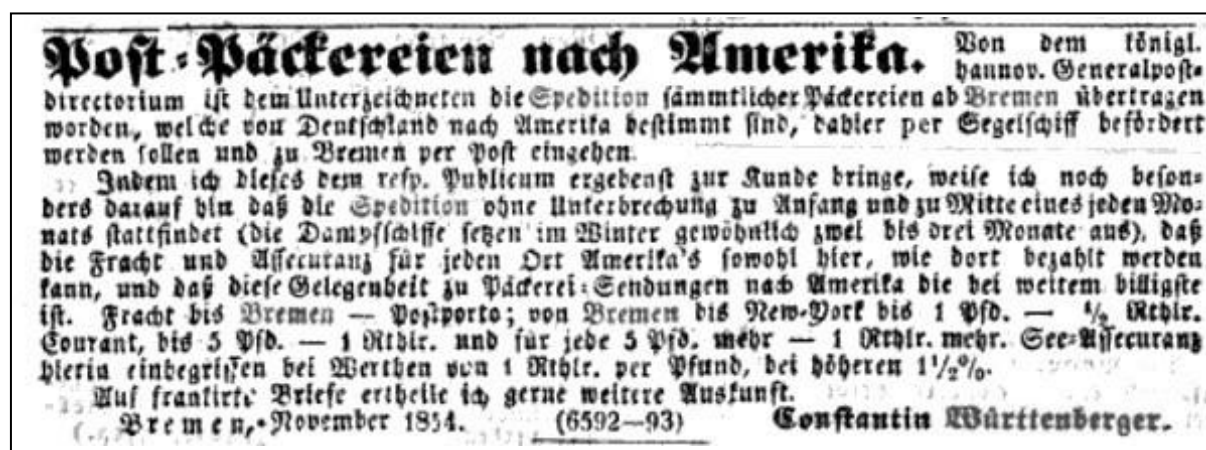 Post-Päckereien nach Amerika. Von dem königl.
hannov. Generalpost-
directorium ist dem Unterzeichneten die Spedition sämmtlicher Päckereien ab Bremen übertragen
worden, welche von Deutschland nach Amerika bestimmt sind, dahier per Segelschiff befördert
werden sollen und zu Bremen per Post eingehen.
Indem ich dieses dem resp. Publicum ergebenst zur Kunde bringe, weise ich noch beson-
ders darauf hin daß die Spedition ohne Unterbrechung zu Anfang und zu Mitte eines jeden Mo-
nats stattfindet (die Dampfschiffe setzen im Winter gewöhnlich zwei bis drei Monate aus), daß
die Fracht und Assecuranz für jeden Ort Amerika's sowohl hier, wie dort bezahlt werden
kann, und daß diese Gelegenheit zu Päckerei-Sendungen nach Amerika die bei weitem billigste
ist. Fracht bis Bremen — Postporto; von Bremen bis New-York bis 1 Pfd. — ½ Rthlr.
Courant, bis 5 Pfd. — 1 Rthlr. und für jede 5 Pfd. mehr — 1 Rthlr. mehr. See-Assecuranz
hierin einbegriffen bei Werthen von 1 Rthlr. per Pfund, bei höheren 1½%.
Auf frankirte Briefe ertheile ich gerne weitere Auskunft.
Bremen, November 1854. (6592—93) Constantin Württenberger.